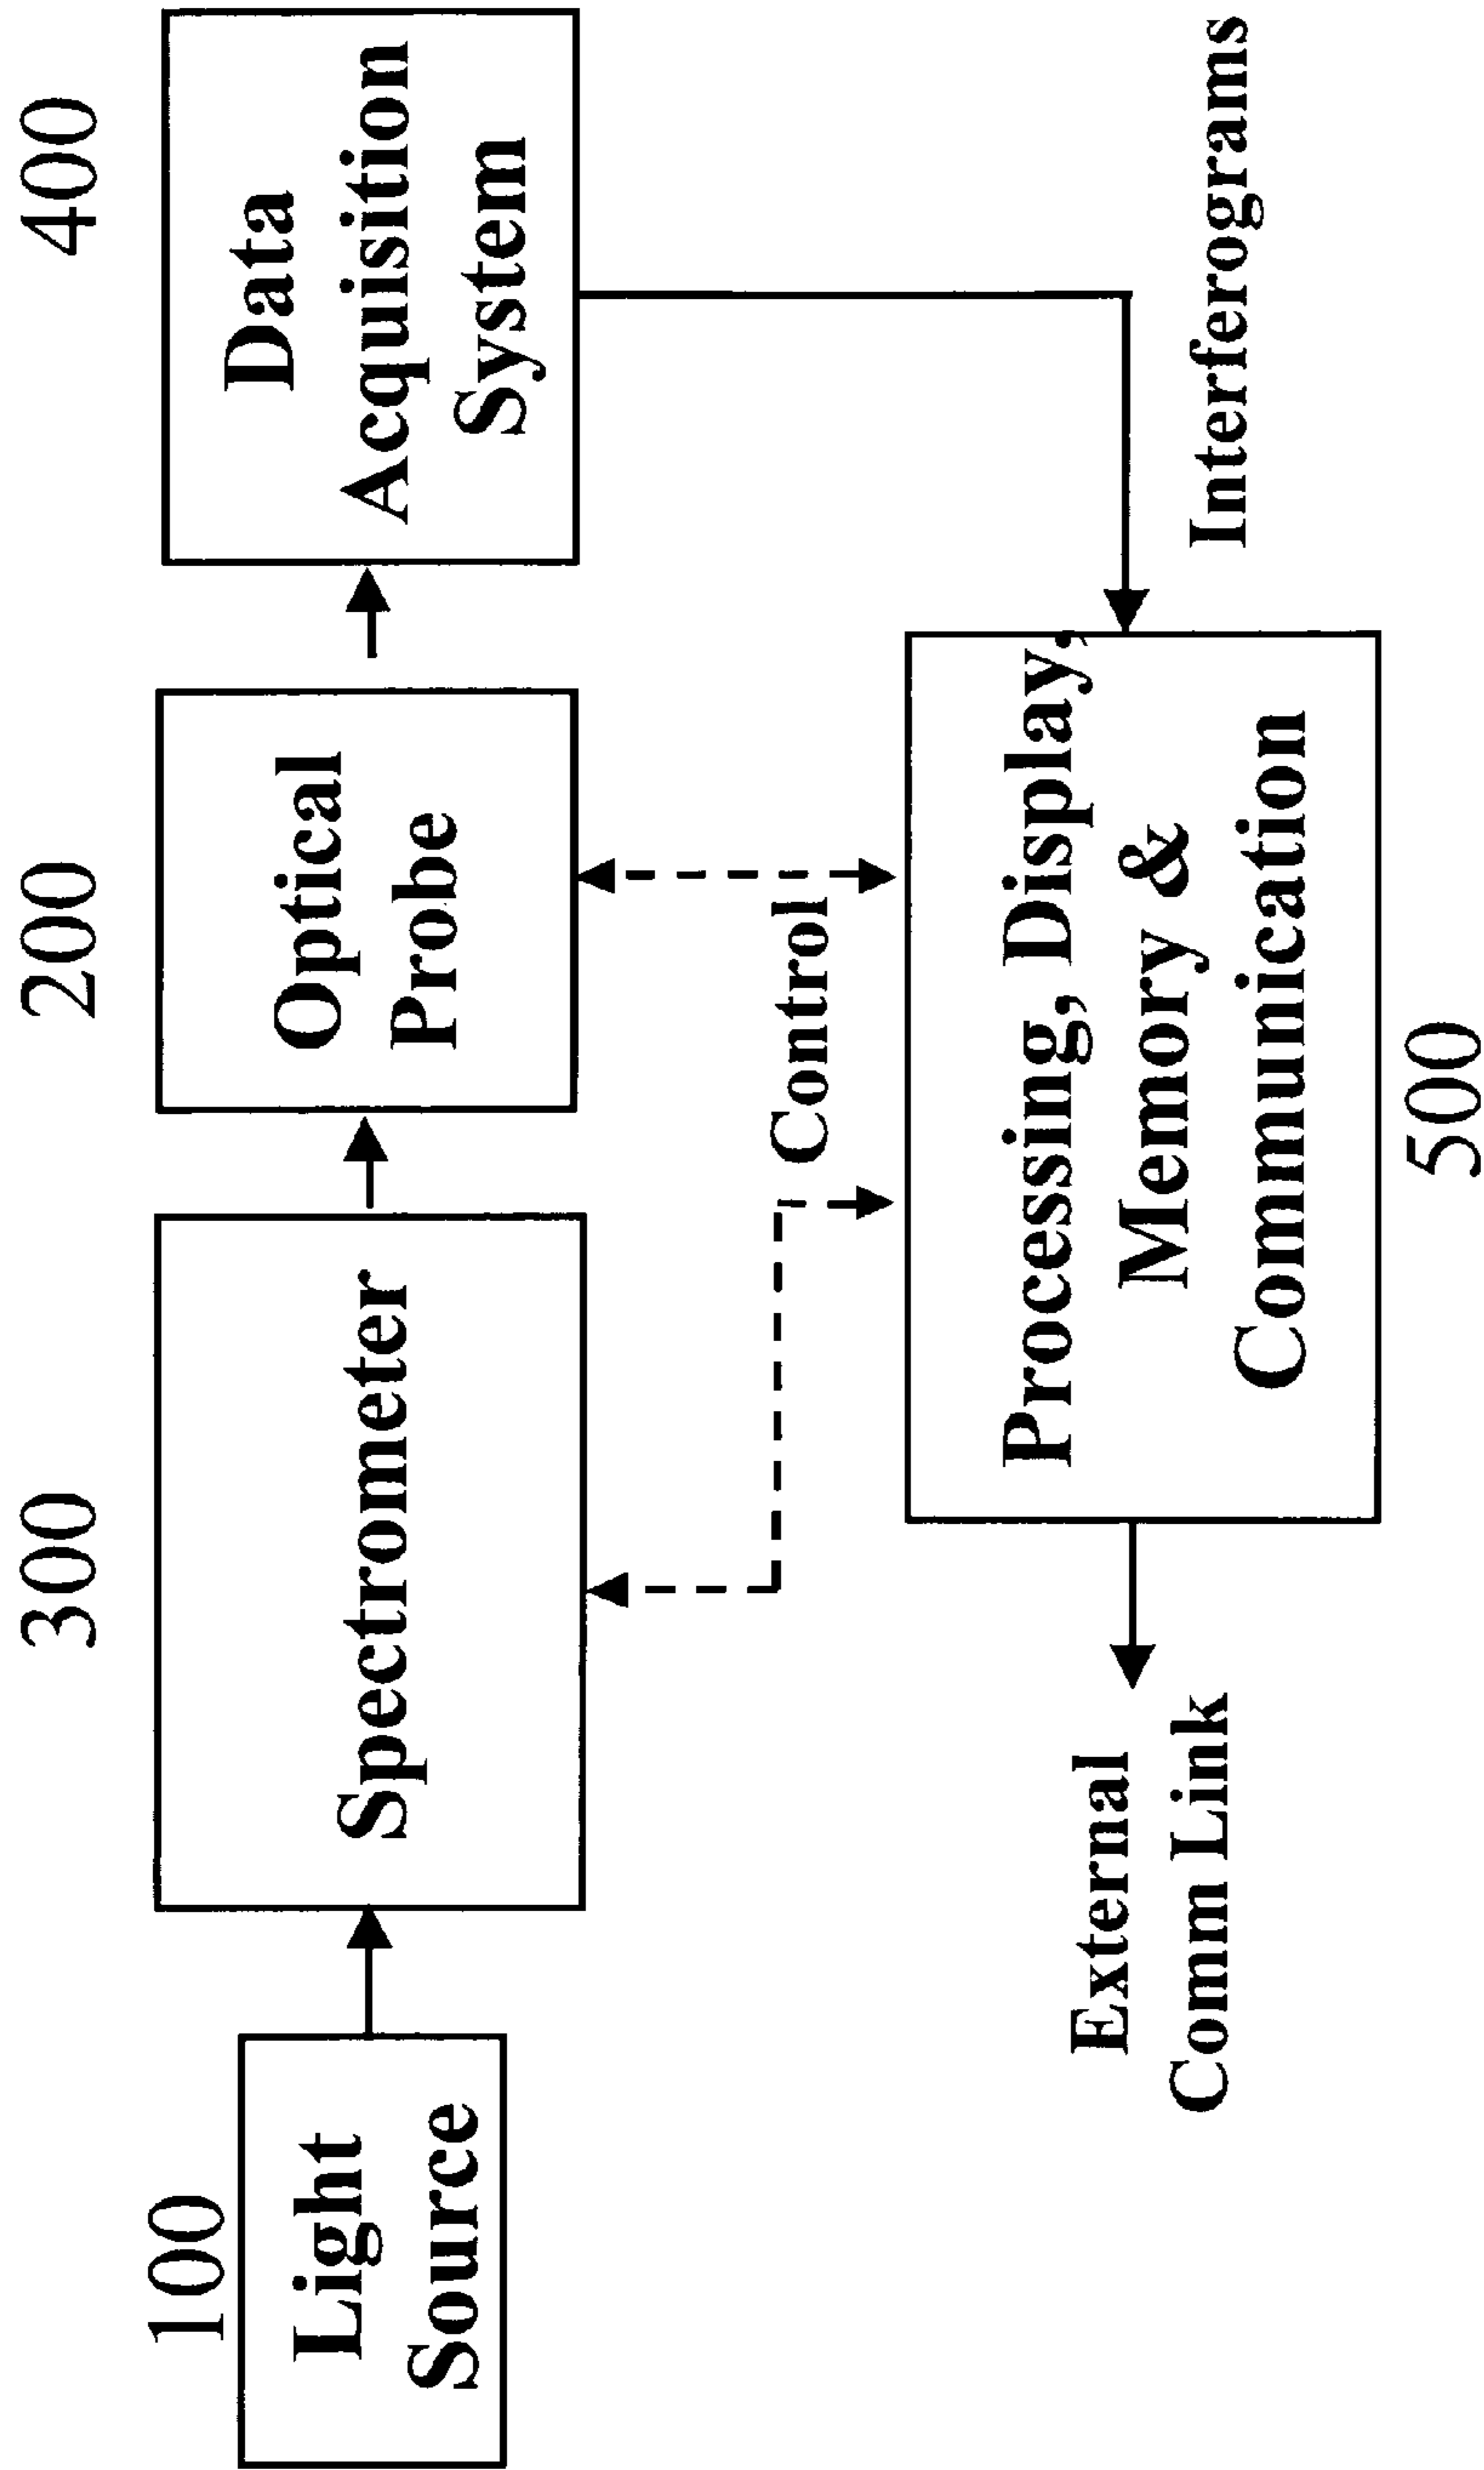 100
Light
Source
300
Spectrometer
200
Optical
Probe
400
Data
Acquisition
System
Control
Interferograms
Processing, Display,
Memory &
Communication
500
External
Comm Link